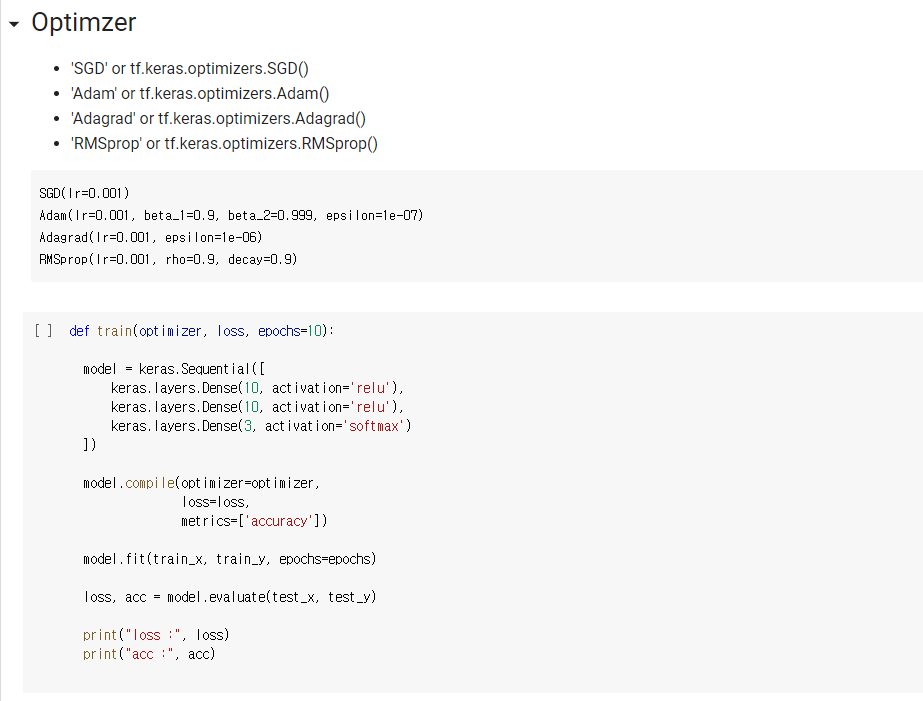 Optimzer
'SGD' or tf.keras.optimizers.SGD()
'Adam' or tf.keras.optimizers.Adam()
'Adagrad' or tf.keras.optimizers.Adagrad()
'RMSprop' or tf.keras.optimizers.RMSprop()
SGD(lr=0.001)
Adam(lr=0.001, beta_1=0.9, beta_2=0.999, epsilon=1e-07)
Adagrad(lr=0.001, epsilon=1e-06)
RMSprop(lr=0.001, rho=0.9, decay=0.9)
[ ] def train(optimizer, loss, epochs=10):
model = keras.Sequential([
keras.layers.Dense(10, activation='relu'),
keras.layers.Dense(10, activation='relu'),
keras.layers.Dense(3, activation='softmax')
])
model.compile(optimizer=optimizer,
loss=loss,
metrics=['accuracy'])
model.fit(train_x, train_y, epochs=epochs)
loss, acc = model.evaluate(test_x, test_y)
print("loss :", loss)
print("acc :", acc)